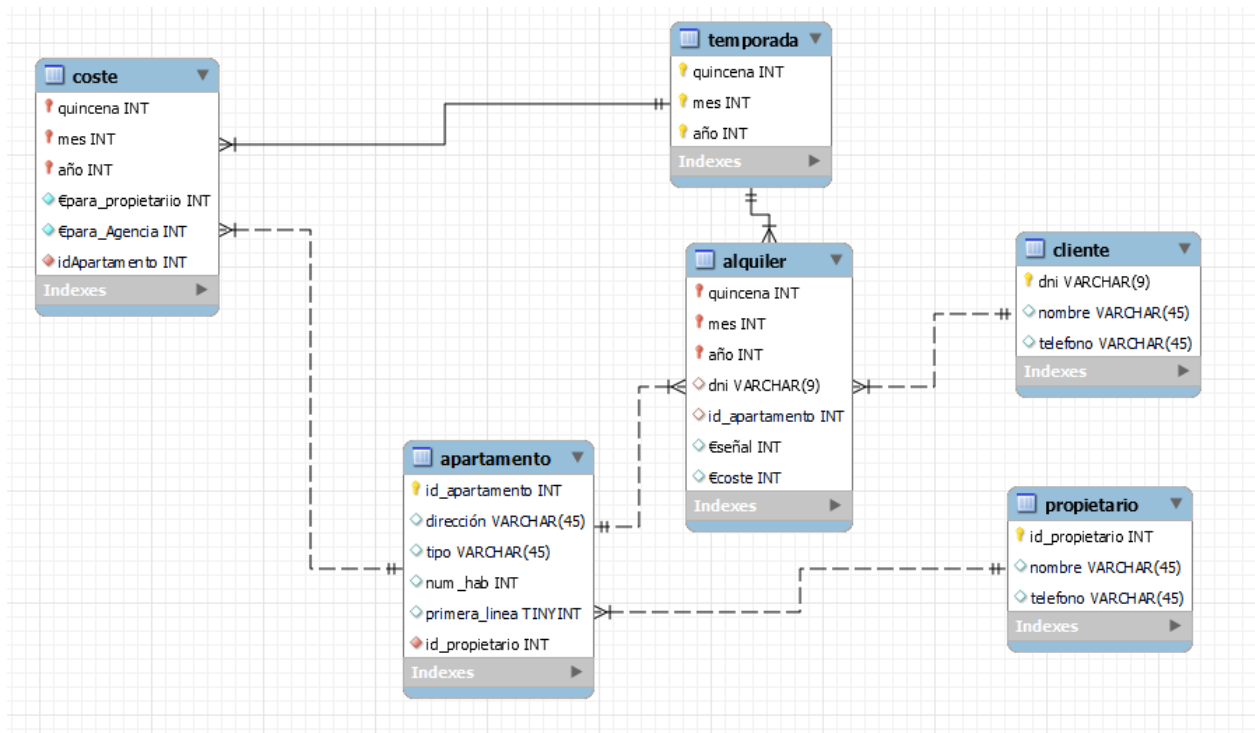 coste
quincena INT
mes INT
año INT
€para_propietariio INT
€para_Agencia INT
idApartamento INT
Indexes
temporada
quincena INT
mes INT
año INT
Indexes
alquiler
quincena INT
mes INT
año INT
dni VARCHAR(9)
id_apartamento INT
€señal INT
€coste INT
Indexes
cliente
dni VARCHAR(9)
nombre VARCHAR(45)
telefono VARCHAR(45)
Indexes
apartamento
id_apartamento INT
dirección VARCHAR(45)
tipo VARCHAR(45)
num_hab INT
primera_linea TINYINT
id_propietario INT
Indexes
propietario
id_propietario INT
nombre VARCHAR(45)
telefono VARCHAR(45)
Indexes